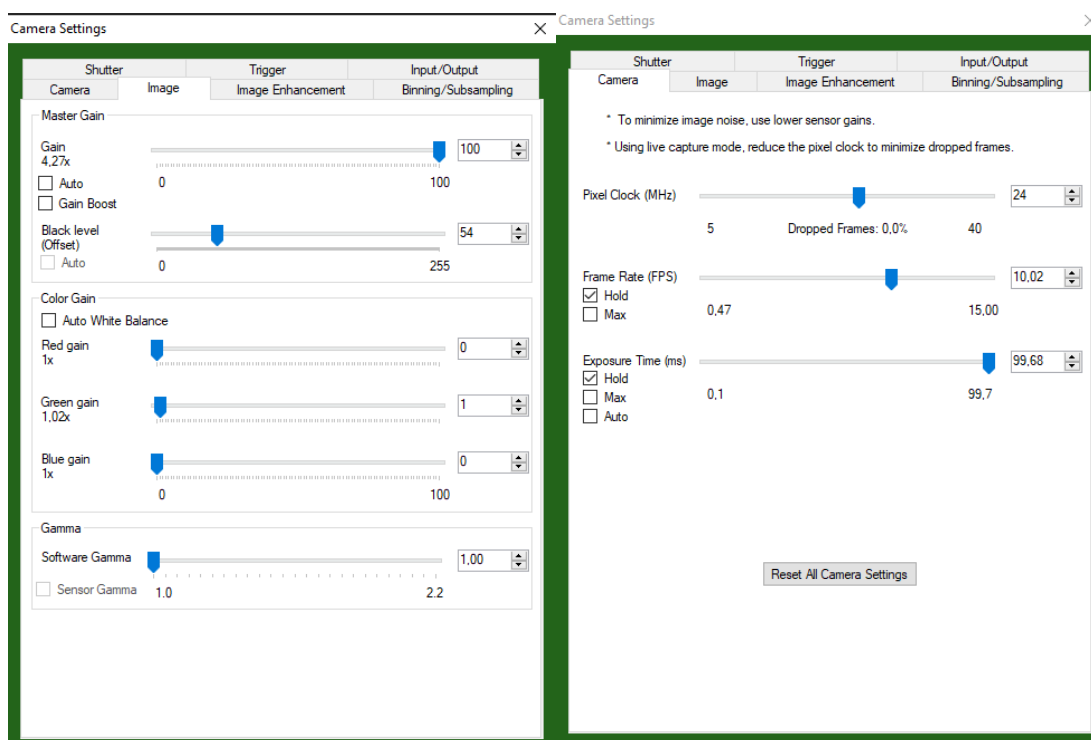 Camera Settings
Shutter Trigger Input/Output
Camera Image Image Enhancement Binning/Subsampling
Master Gain
Gain 100
4,27x
Auto 0 100
Gain Boost
Black level 54
(Offset)
Auto 0 255
Color Gain
Auto White Balance
Red gain 0
1x
Green gain 1
1,02x
Blue gain 0
1x
0 100
Gamma
Software Gamma 1,00
Sensor Gamma 1.0 2.2
Camera Settings
Shutter Trigger Input/Output
Camera Image Image Enhancement Binning/Subsampling
* To minimize image noise, use lower sensor gains.
* Using live capture mode, reduce the pixel clock to minimize dropped frames.
Pixel Clock (MHz) 24
5 Dropped Frames: 0,0% 40
Frame Rate (FPS) 10,02
Hold
Max 0,47 15,00
Exposure Time (ms) 99,68
Hold
Max 0,1 99,7
Auto
Reset All Camera Settings